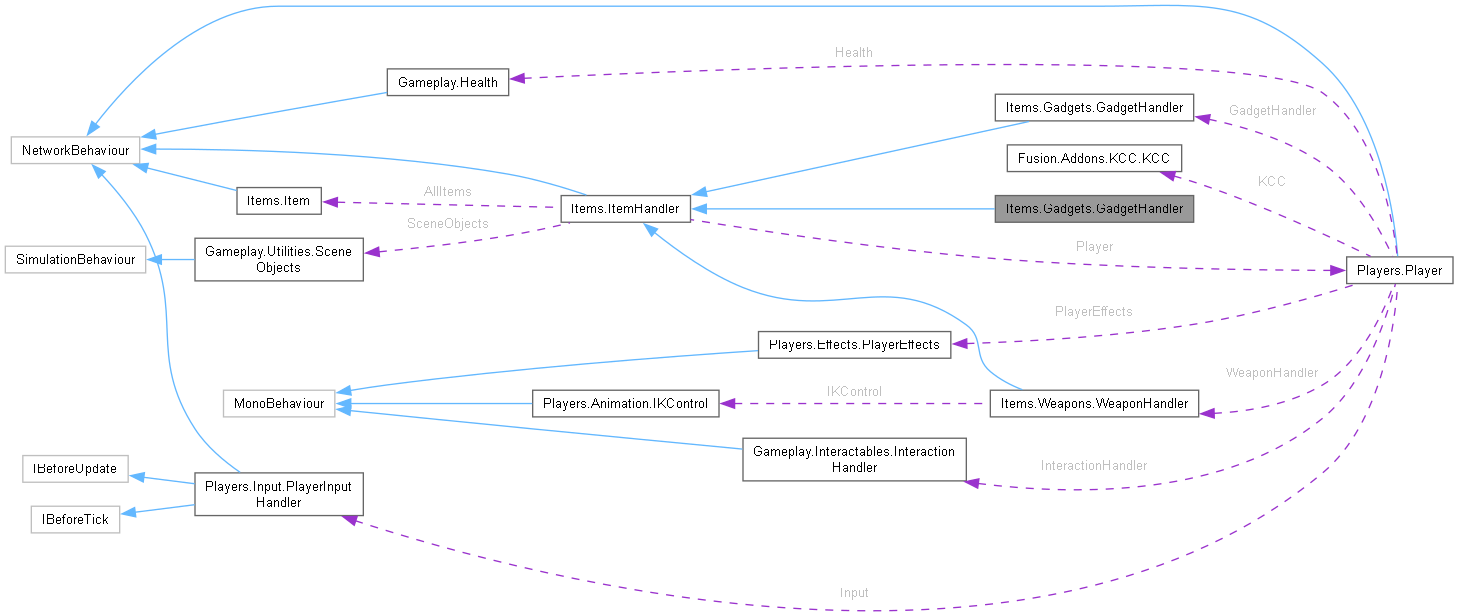 Health
Gameplay.Health
Items.Gadgets.GadgetHandler
GadgetHandler
NetworkBehaviour
Fusion.Addons.KCC.KCC
KCC
Items.Item
AllItems
Items.ItemHandler
Items.Gadgets.GadgetHandler
SceneObjects
Player
SimulationBehaviour
Gameplay.Utilities.Scene
Objects
Players.Player
PlayerEffects
Players.Effects.PlayerEffects
WeaponHandler
MonoBehaviour
Players.Animation.IKControl
IKControl
Items.Weapons.WeaponHandler
Gameplay.Interactables.Interaction
Handler
InteractionHandler
IBeforeUpdate
Players.Input.PlayerInput
Handler
IBeforeTick
Input